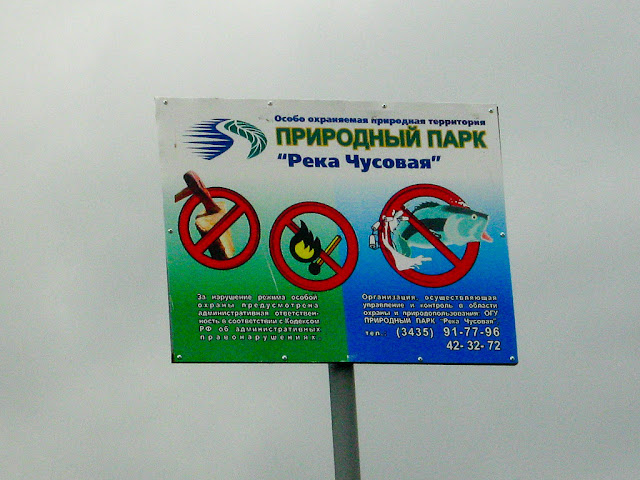 Особо охраняемая природная территория
ПРИРОДНЫЙ ПАРК
"Река Чусовая"
За нарушение режима особой
охраны предусмотрена
административная ответствен-
ность в соответствии с Кодексом
РФ об административных
правонарушениях.
Организация осуществляющая
управление и контроль в области
охраны и природопользования ОГУ
ПРИРОДНЫЙ ПАРК "Река Чусовая"
тел.: (3435) 91-77-96
42-32-72